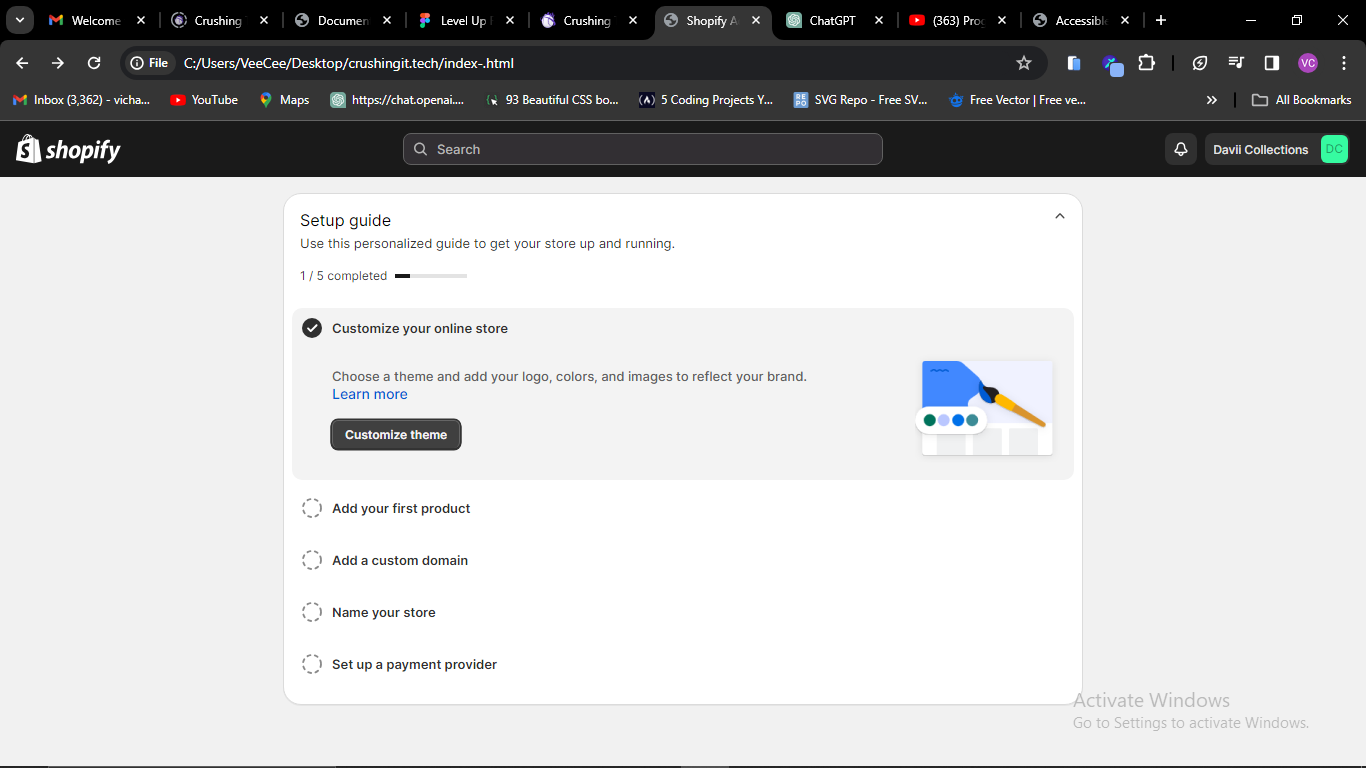 Welcome
Crushing
Documen
Level Up
Crushing
Shopify A
ChatGPT
(363) Pro
Accessible
File
C:/Users/VeeCee/Desktop/crushingit.tech/index-.html
VC
Inbox (3,362) - vicha...
YouTube
Maps
https://chat.openai....
93 Beautiful CSS bo...
(A)
5 Coding Projects Y...
RE
PO
SVG Repo - Free SV...
Free Vector | Free ve...
»
All Bookmarks
shopify
Search
Davii Collections
DC
Setup guide
Use this personalized guide to get your store up and running.
1 / 5 completed
Customize your online store
Choose a theme and add your logo, colors, and images to reflect your brand.
Learn more
Customize theme
Add your first product
Add a custom domain
Name your store
Set up a payment provider
Activate Windows
Go to Settings to activate Windows.